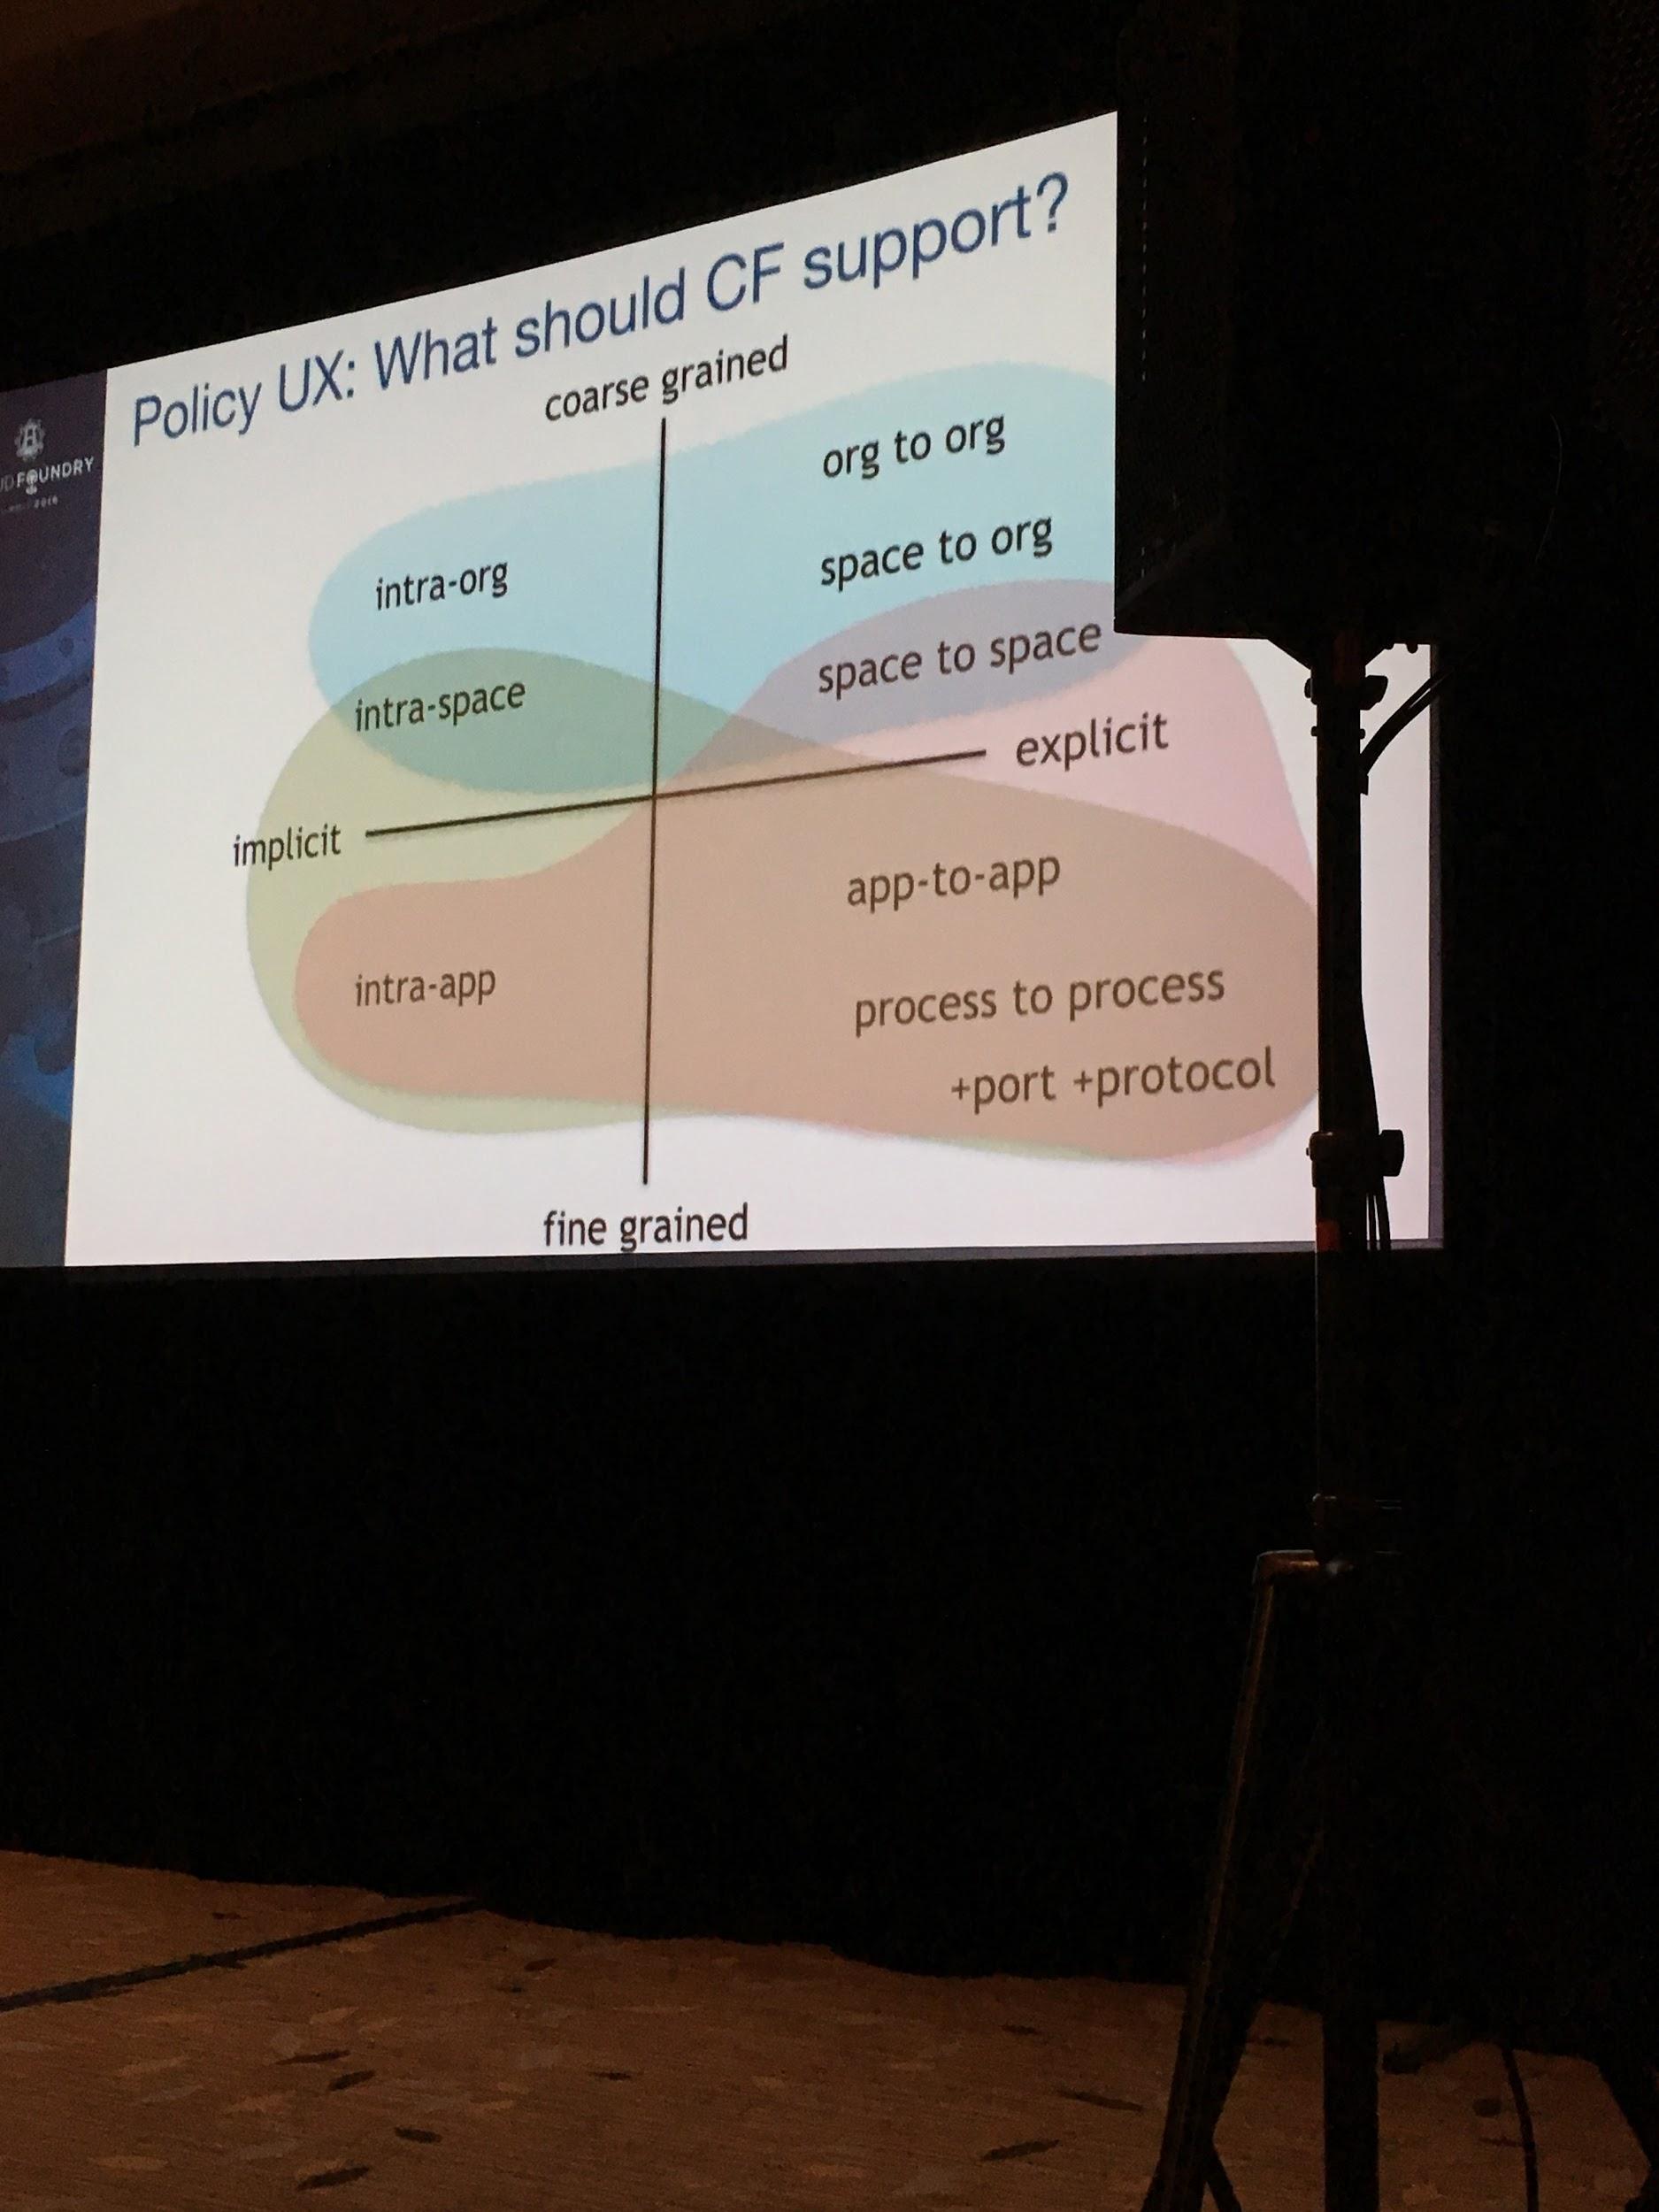 Policy UX: What should CF support?
coarse grained
FOUNDRY
org to org
intra-org
space to org
intra-space
space to space
explicit
implicit
app-to-app
intra-app
process to process
+port +protocol
fine grained